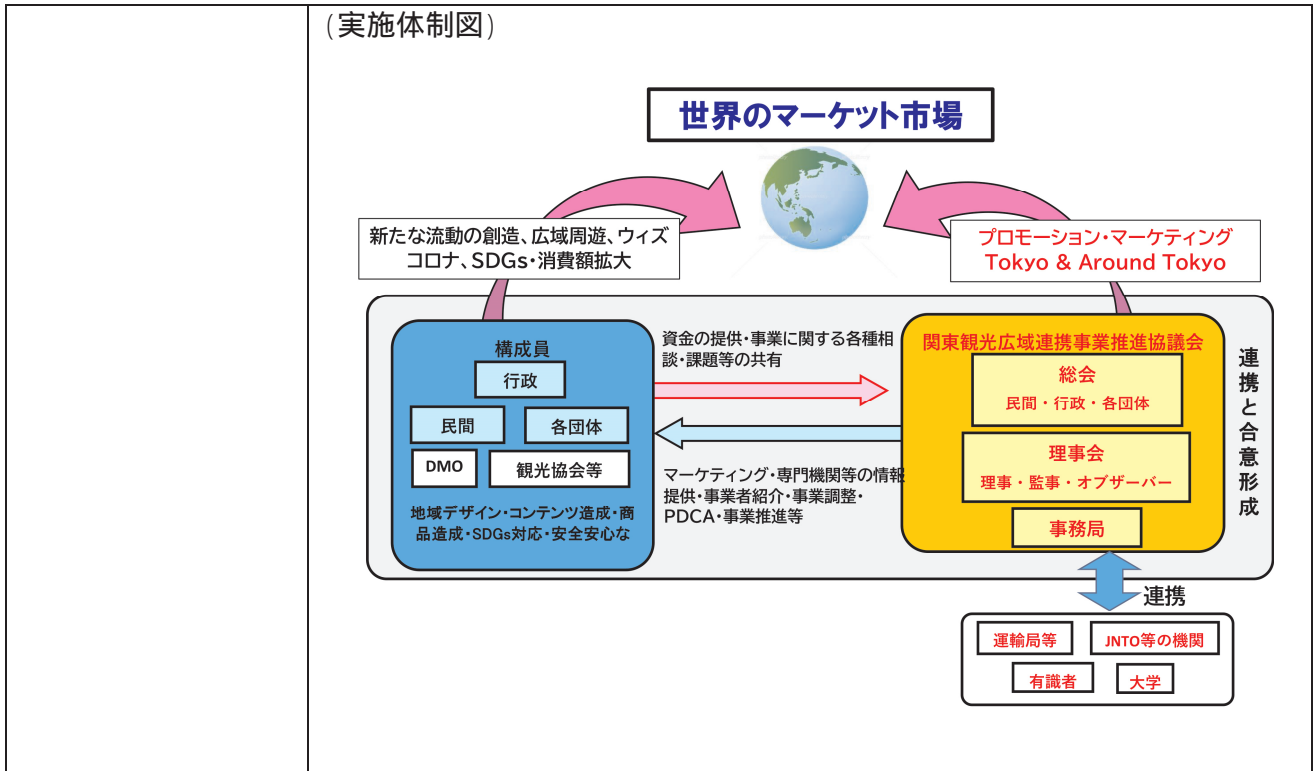 (実施体制図)
世界のマーケット市場
新たな流動の創造、広域周遊、ウィズ
コロナ、SDGs・消費額拡大
プロモーション・マーケティング
Tokyo & Around Tokyo
構成員
行政
民間
各団体
DMO
観光協会等
地域デザイン・コンテンツ造成・商
品造成・SDGs対応・安全安心な
資金の提供・事業に関する各種相
談・課題等の共有
マーケティング・専門機関等の情報
提供・事業者紹介・事業調整・
PDCA・事業推進等
関東観光広域連携事業推進協議会
総会
民間・行政・各団体
理事会
理事・監事・オブザーバー
事務局
連携と合意形成
連携
運輸局等
JNTO等の機関
有識者
大学